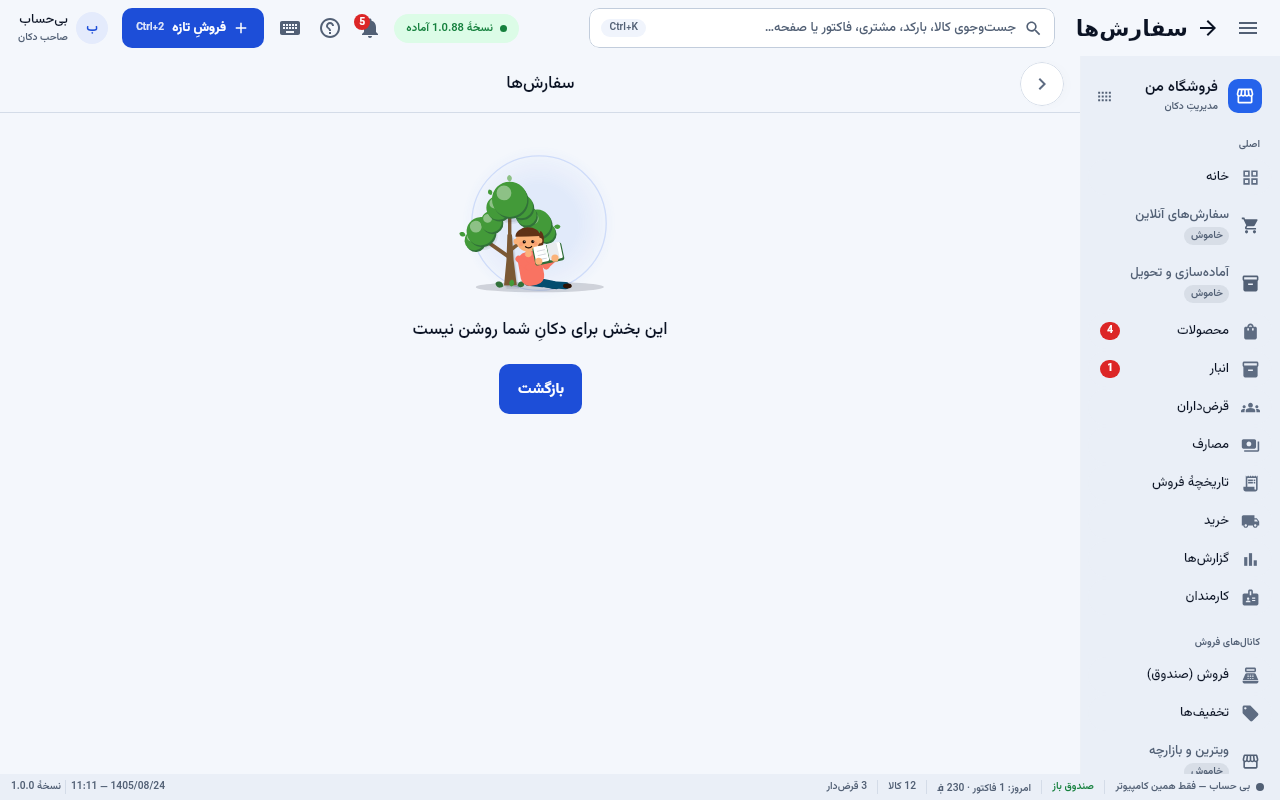 سفارش‌ها
جست‌وجوی کالا، بارکد، مشتری، فاکتور یا صفحه...
Ctrl+K
نسخهٔ 1.0.88 آماده
5
فروشِ تازه
Ctrl+2
ب
بی‌حساب
صاحب دکان
فروشگاه من
مدیریتِ دکان
سفارش‌ها
این بخش برای دکانِ شما روشن نیست
بازگشت
اصلی
خانه
سفارش‌های آنلاین
خاموش
آماده‌سازی و تحویل
خاموش
محصولات
4
انبار
1
قرض‌داران
مصارف
تاریخچهٔ فروش
خرید
گزارش‌ها
کارمندان
کانال‌های فروش
فروش (صندوق)
تخفیف‌ها
ویترین و بازارچه
خاموش
بی حساب — فقط همین کامپیوتر
صندوق باز
امروز: 1 فاکتور · 230 ؋
12 کالا
3 قرض‌دار
1405/08/24 — 11:11
نسخهٔ 1.0.0